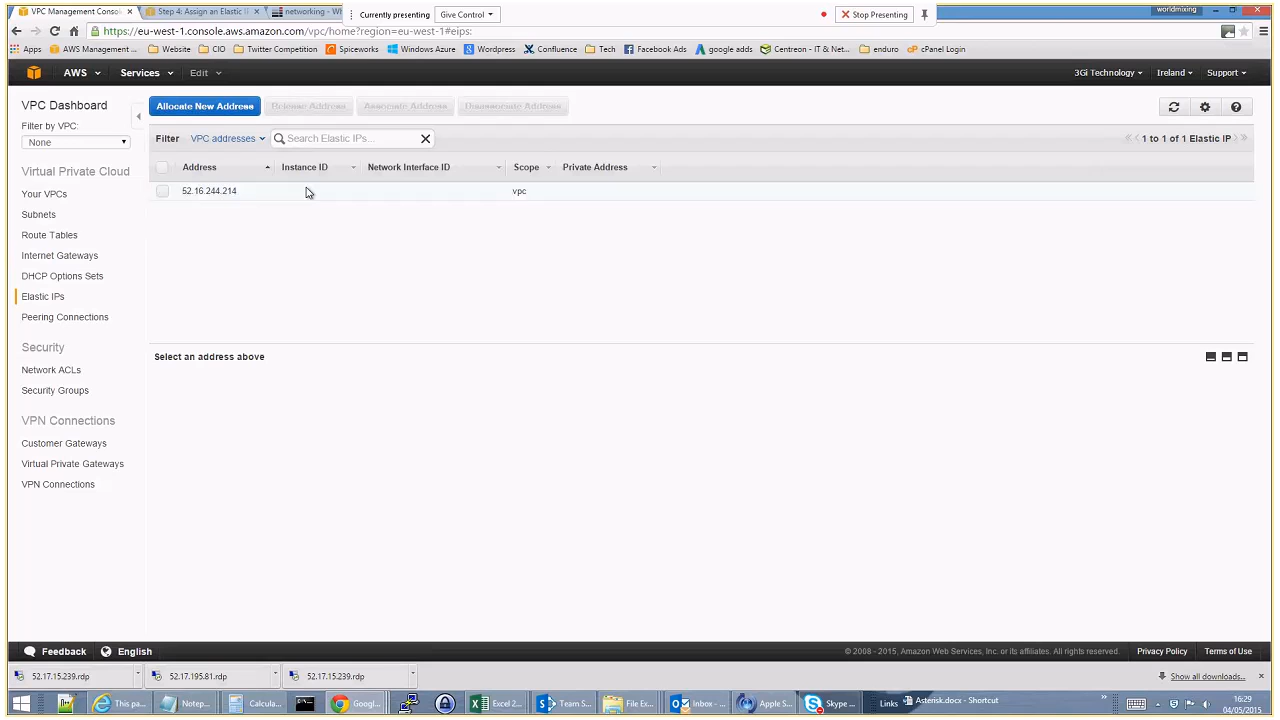 VPC Management Consol
Step 4: Assign an Elastic I
networking - Wh
Currently presenting
Give Control
Stop Presenting
worldmixing
https://eu-west-1.console.aws.amazon.com/vpc/home?region=eu-west-1#eips:
Apps
AWS Management ...
Website
CIO
Twitter Competition
Spiceworks
Windows Azure
Wordpress
Confluence
Tech
Facebook Ads
google adds
Centron - IT & Net...
enduro
cPanel Login
AWS
Services
Edit
3Gi Technology
Ireland
Support
VPC Dashboard
Filter by VPC:
None
Virtual Private Cloud
Your VPCs
Subnets
Route Tables
Internet Gateways
DHCP Options Sets
Elastic IPs
Peering Connections
Security
Network ACLs
Security Groups
VPN Connections
Customer Gateways
Virtual Private Gateways
VPN Connections
Allocate New Address
Release Address
Associate Address
Disassociate Address
Filter
VPC addresses
Search Elastic IPs...
1 to 1 of 1 Elastic IP
Address
Instance ID
Network Interface ID
Scope
Private Address
52.16.244.214
vpc
Select an address above
Feedback
English
© 2008 - 2015, Amazon Web Services, Inc. or its affiliates. All rights reserved.
Privacy Policy
Terms of Use
52.17.15.239.rdp
52.17.195.81.rdp
52.17.15.239.rdp
Show all downloads...
This pa...
Notep...
Calcula...
Googl...
Excel 2...
Team S...
File Ex...
Inbox - ...
Apple S...
Skype ...
Links
Asterisk.docx - Shortcut
16:29
04/05/2015